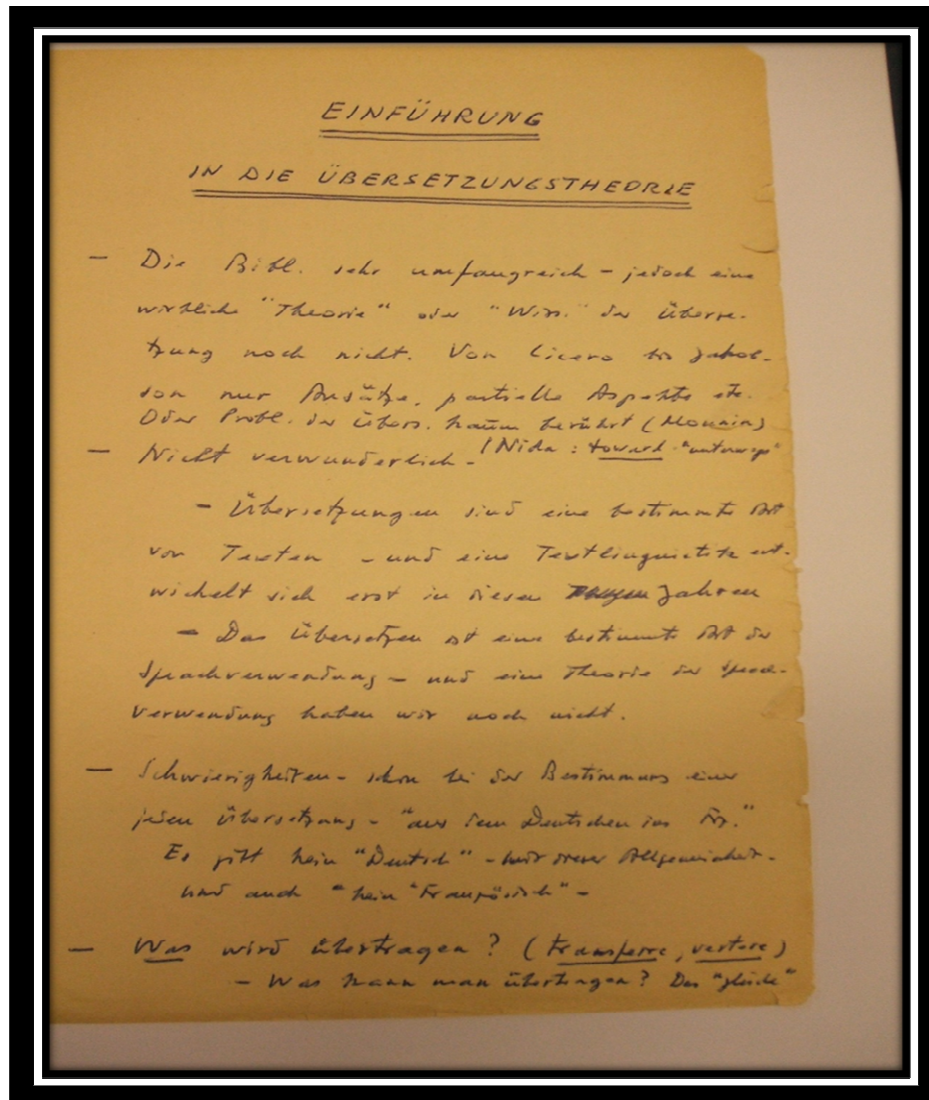 EINFÜHRUNG
IN DIE ÜBERSETZUNGSTHEORIE
— Die Bibl. sehr umfangreich – jedoch eine
wirkliche "Theorie" oder "Wiss." der Überse-
tzung noch nicht. Von Cicero bis Jakob-
son nur Ansätze, partielle Aspekte etc.
Oder Probl. der Übers. kaum berührt (Mounin)
— Nicht verwunderlich – / Nida : toward "unterwegs"
– Übersetzungen sind eine bestimmte Art
von Texten – und eine Textlinguistik ent-
wickelt sich erst in diesen Jahren
– Das Übersetzen ist eine bestimmte Art der
Sprachverwendung – und eine Theorie der Sprach-
verwendung haben wir noch nicht.
— Schwierigkeiten – schon bei der Bestimmung einer
jeden Übersetzung – "aus dem Deutschen ins Frz."
Es gibt kein "Deutsch" – mit dieser Allgemeinheit –
und auch "kein "Französisch" –
— Was wird übertragen? (transferre, vertere)
– Was kann man übertragen? Das "gleiche"